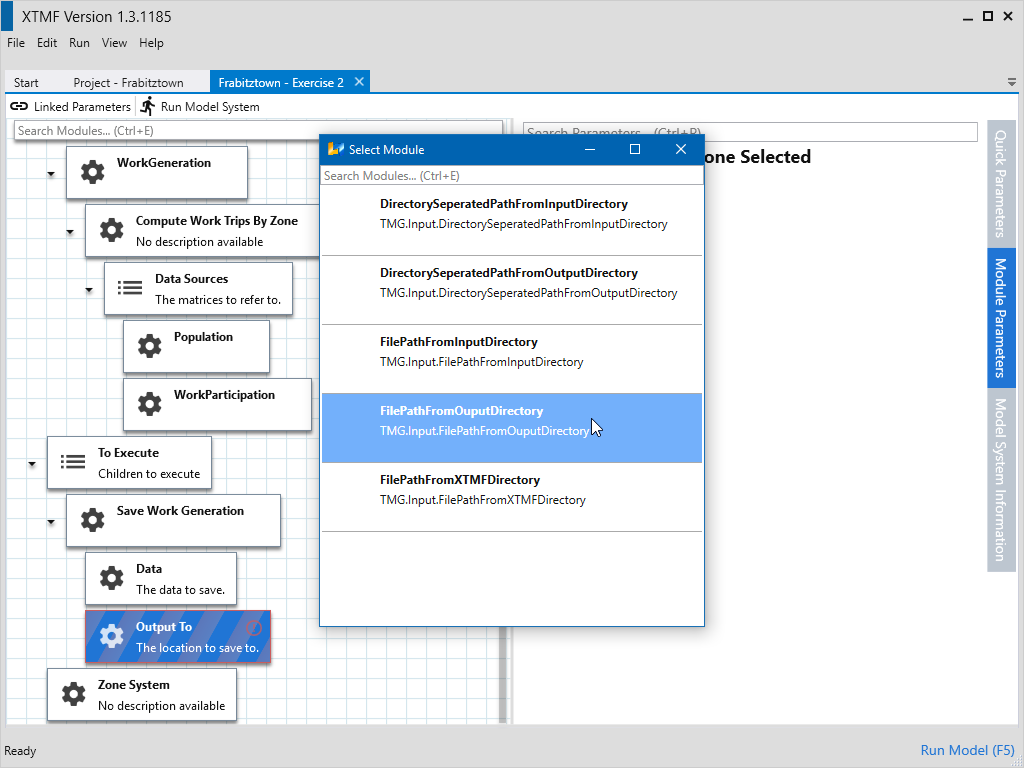 XTMF Version 1.3.1185
File Edit Run View Help
Start Project - Frabitztown Frabitztown - Exercise 2
Linked Parameters Run Model System
Search Modules... (Ctrl+E)
Search Parameters... (Ctrl+P)
one Selected
WorkGeneration
Compute Work Trips By Zone
No description available
Data Sources
The matrices to refer to.
Population
WorkParticipation
To Execute
Children to execute
Save Work Generation
Data
The data to save.
Output To
The location to save to.
Zone System
No description available
Select Module
Search Modules... (Ctrl+E)
DirectorySeperatedPathFromInputDirectory
TMG.Input.DirectorySeperatedPathFromInputDirectory
DirectorySeperatedPathFromOutputDirectory
TMG.Input.DirectorySeperatedPathFromOutputDirectory
FilePathFromInputDirectory
TMG.Input.FilePathFromInputDirectory
FilePathFromOuputDirectory
TMG.Input.FilePathFromOuputDirectory
FilePathFromXTMFDirectory
TMG.Input.FilePathFromXTMFDirectory
Quick Parameters
Module Parameters
Model System Information
Ready
Run Model (F5)